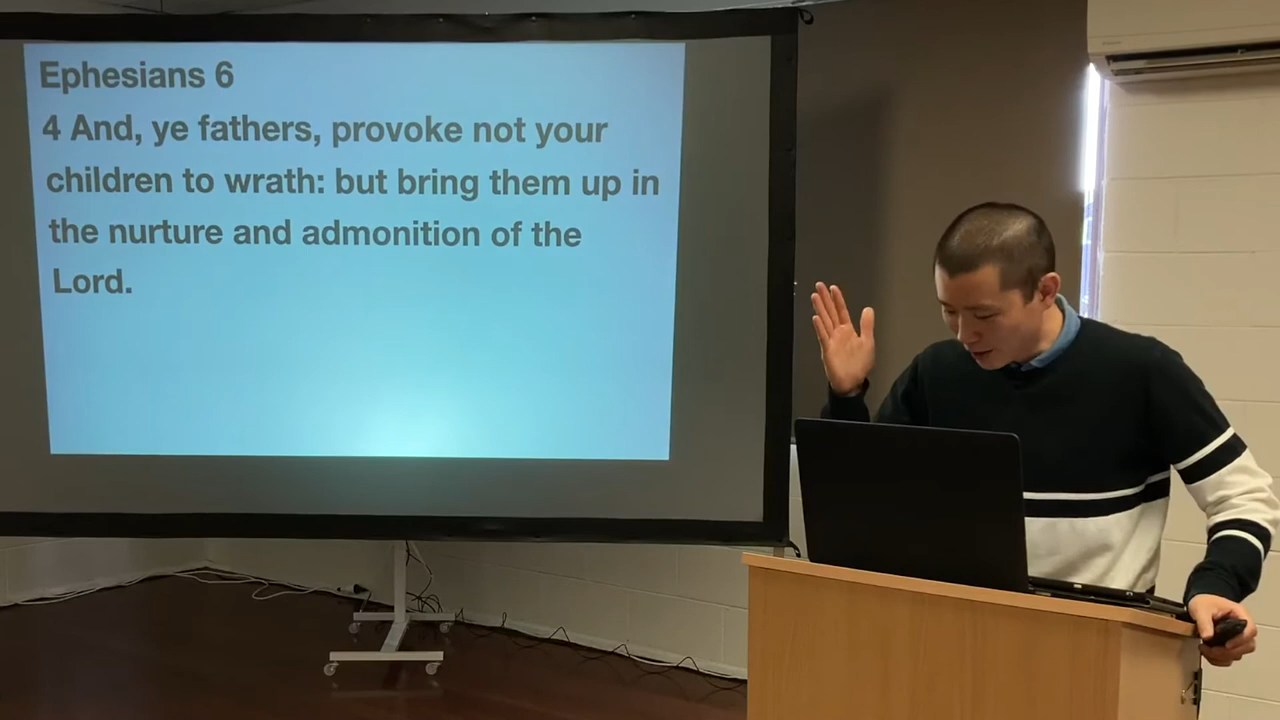 Ephesians 6
4 And, ye fathers, provoke not your
children to wrath: but bring them up in
the nurture and admonition of the
Lord.